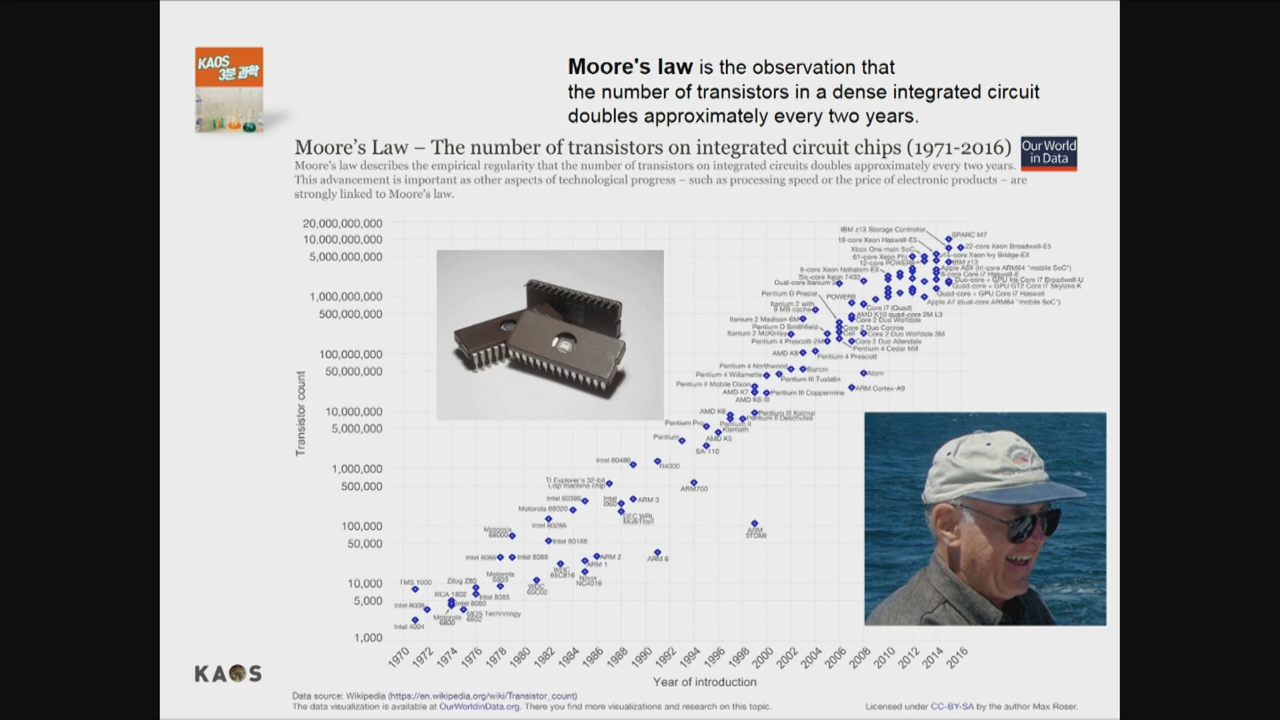 KAOS
3분 과학
Moore's law is the observation that
the number of transistors in a dense integrated circuit
doubles approximately every two years.
Moore's Law – The number of transistors on integrated circuit chips (1971-2016)
Our World
in Data
Moore's law describes the empirical regularity that the number of transistors on integrated circuits doubles approximately every two years.
This advancement is important as other aspects of technological progress – such as processing speed or the price of electronic products – are
strongly linked to Moore's law.
Transistor count
20,000,000,000
10,000,000,000
5,000,000,000
1,000,000,000
500,000,000
100,000,000
50,000,000
10,000,000
5,000,000
1,000,000
500,000
100,000
50,000
10,000
5,000
1,000
IBM z13 Storage Controller
SPARC M7
18-core Xeon Haswell-E5
22-core Xeon Broadwell-E5
Xbox One main SoC
15-core Xeon Ivy Bridge-EX
61-core Xeon Phi
12-core POWER8
IBM z13
8-core Xeon Nehalem-EX
Apple A8X (tri-core ARM64 "mobile SoC")
Six-core Xeon 7400
8-core Core i7 Haswell-E
Dual-core Itanium 2
Duo-core + GPU Iris Core i7 Broadwell-U
Quad-core + GPU GT2 Core i7 Skylake K
Pentium D Presler
POWER6
Quad-core + GPU Core i7 Haswell
Apple A7 (dual-core ARM64 "mobile SoC")
Itanium 2 with
9 MB cache
Core i7 (Quad)
AMD K10 quad-core 2M L3
Itanium 2 Madison 6M
Core 2 Duo Wolfdale
Pentium D Smithfield
Core 2 Duo Conroe
Itanium 2 McKinley
Cell
Core 2 Duo Wolfdale 3M
Pentium 4 Prescott-2M
Core 2 Duo Allendale
Pentium 4 Cedar Mill
AMD K8
Pentium 4 Prescott
Pentium 4 Northwood
Barton
Atom
Pentium 4 Willamette
Pentium III Tualatin
Pentium II Mobile Dixon
ARM Cortex-A9
AMD K7
Pentium III Coppermine
AMD K6-III
AMD K6
Pentium III Katmai
Pentium II Deschutes
Pentium Pro
Pentium II
Klamath
Pentium
AMD K5
SA-110
Intel 80486
R4000
TI Explorer's 32-bit
Lisp machine chip
ARM700
Intel 80386
Intel
i960
ARM 3
Motorola 68020
DEC WRL
MultiTitan
Intel 80286
ARM
9TDMI
Motorola
68000
Intel 80186
Intel 8086
Intel 8088
ARM 2
ARM 6
ARM 1
WDC
65C816
Novix
NC4016
TMS 1000
Zilog Z80
Motorola
6809
WDC
65C02
RCA 1802
Intel 8085
Intel 8008
Intel 8080
Motorola
6800
MOS Technology
6502
Intel 4004
1970 1972 1974 1976 1978 1980 1982 1984 1986 1988 1990 1992 1994 1996 1998 2000 2002 2004 2006 2008 2010 2012 2014 2016
Year of introduction
KAOS
Data source: Wikipedia (https://en.wikipedia.org/wiki/Transistor_count)
The data visualization is available at OurWorldinData.org. There you find more visualizations and research on this topic.
Licensed under CC-BY-SA by the author Max Roser.